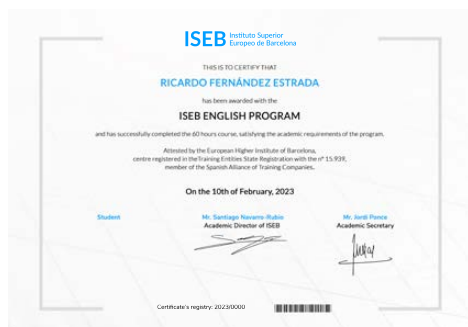 ISEB Instituto Superior
Europeo de Barcelona
THIS IS TO CERTIFY THAT
RICARDO FERNÁNDEZ ESTRADA
has been awarded with the
ISEB ENGLISH PROGRAM
and has successfully completed the 60 hours course, satisfying the academic requirements of the program.
Attested by the European Higher Institute of Barcelona,
centre registered in the Training Entities State Registration with the nº 15.939,
member of the Spanish Alliance of Training Companies.
On the 10th of February, 2023
Student
Mr. Santiago Navarro-Rubio
Academic Director of ISEB
Mr. Jordi Ponce
Academic Secretary
Certificate's registry: 2023/0000